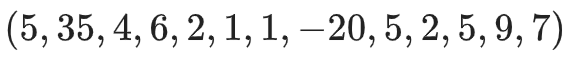 (5, 35, 4, 6, 2, 1, 1, −20, 5, 2, 5, 9, 7)